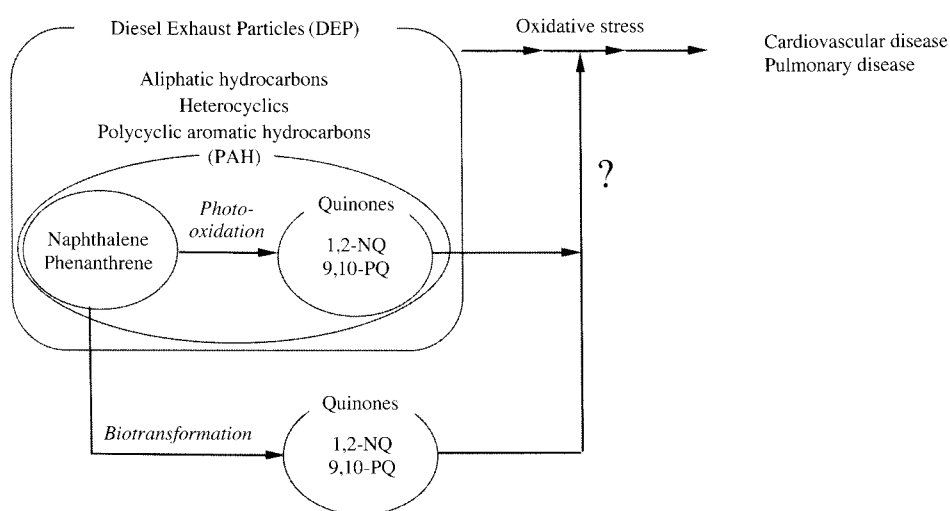 Diesel Exhaust Particles (DEP)
Oxidative stress
Cardiovascular disease
Pulmonary disease
Aliphatic hydrocarbons
Heterocyclics
Polycyclic aromatic hydrocarbons
(PAH)
?
Naphthalene
Phenanthrene
Photo-
oxidation
Quinones
1,2-NQ
9,10-PQ
Biotransformation
Quinones
1,2-NQ
9,10-PQ